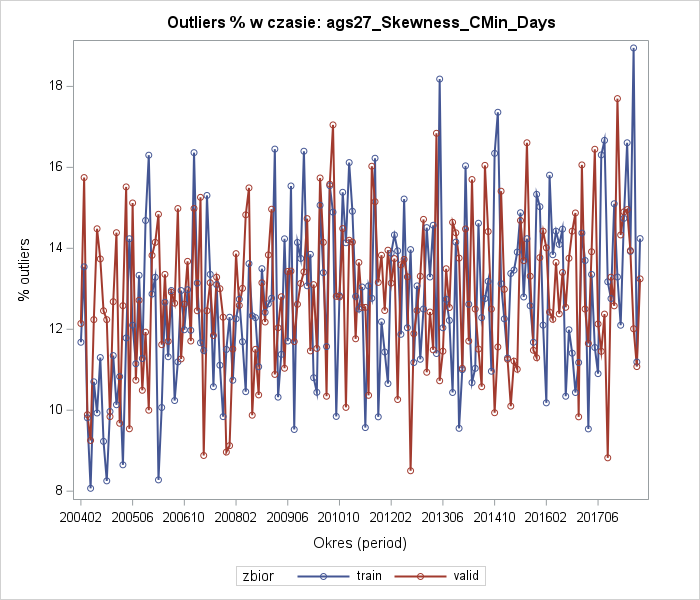 Outliers % w czasie: ags27_Skewness_CMin_Days
% outliers
18
16
14
12
10
8
200402 200506 200610 200802 200906 201010 201202 201306 201410 201602 201706
Okres (period)
zbior train valid